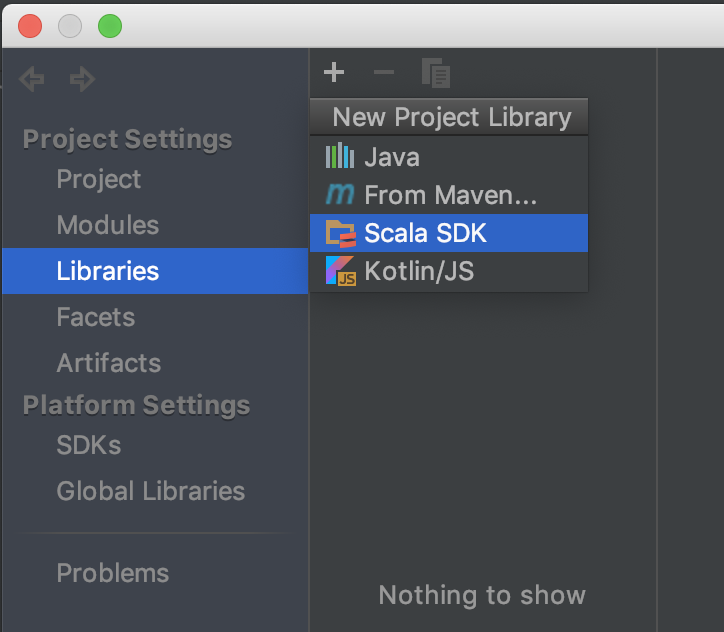 Project Settings
Project
Modules
Libraries
Facets
Artifacts
Platform Settings
SDKs
Global Libraries
Problems
New Project Library
Java
m From Maven...
Scala SDK
JS Kotlin/JS
Nothing to show